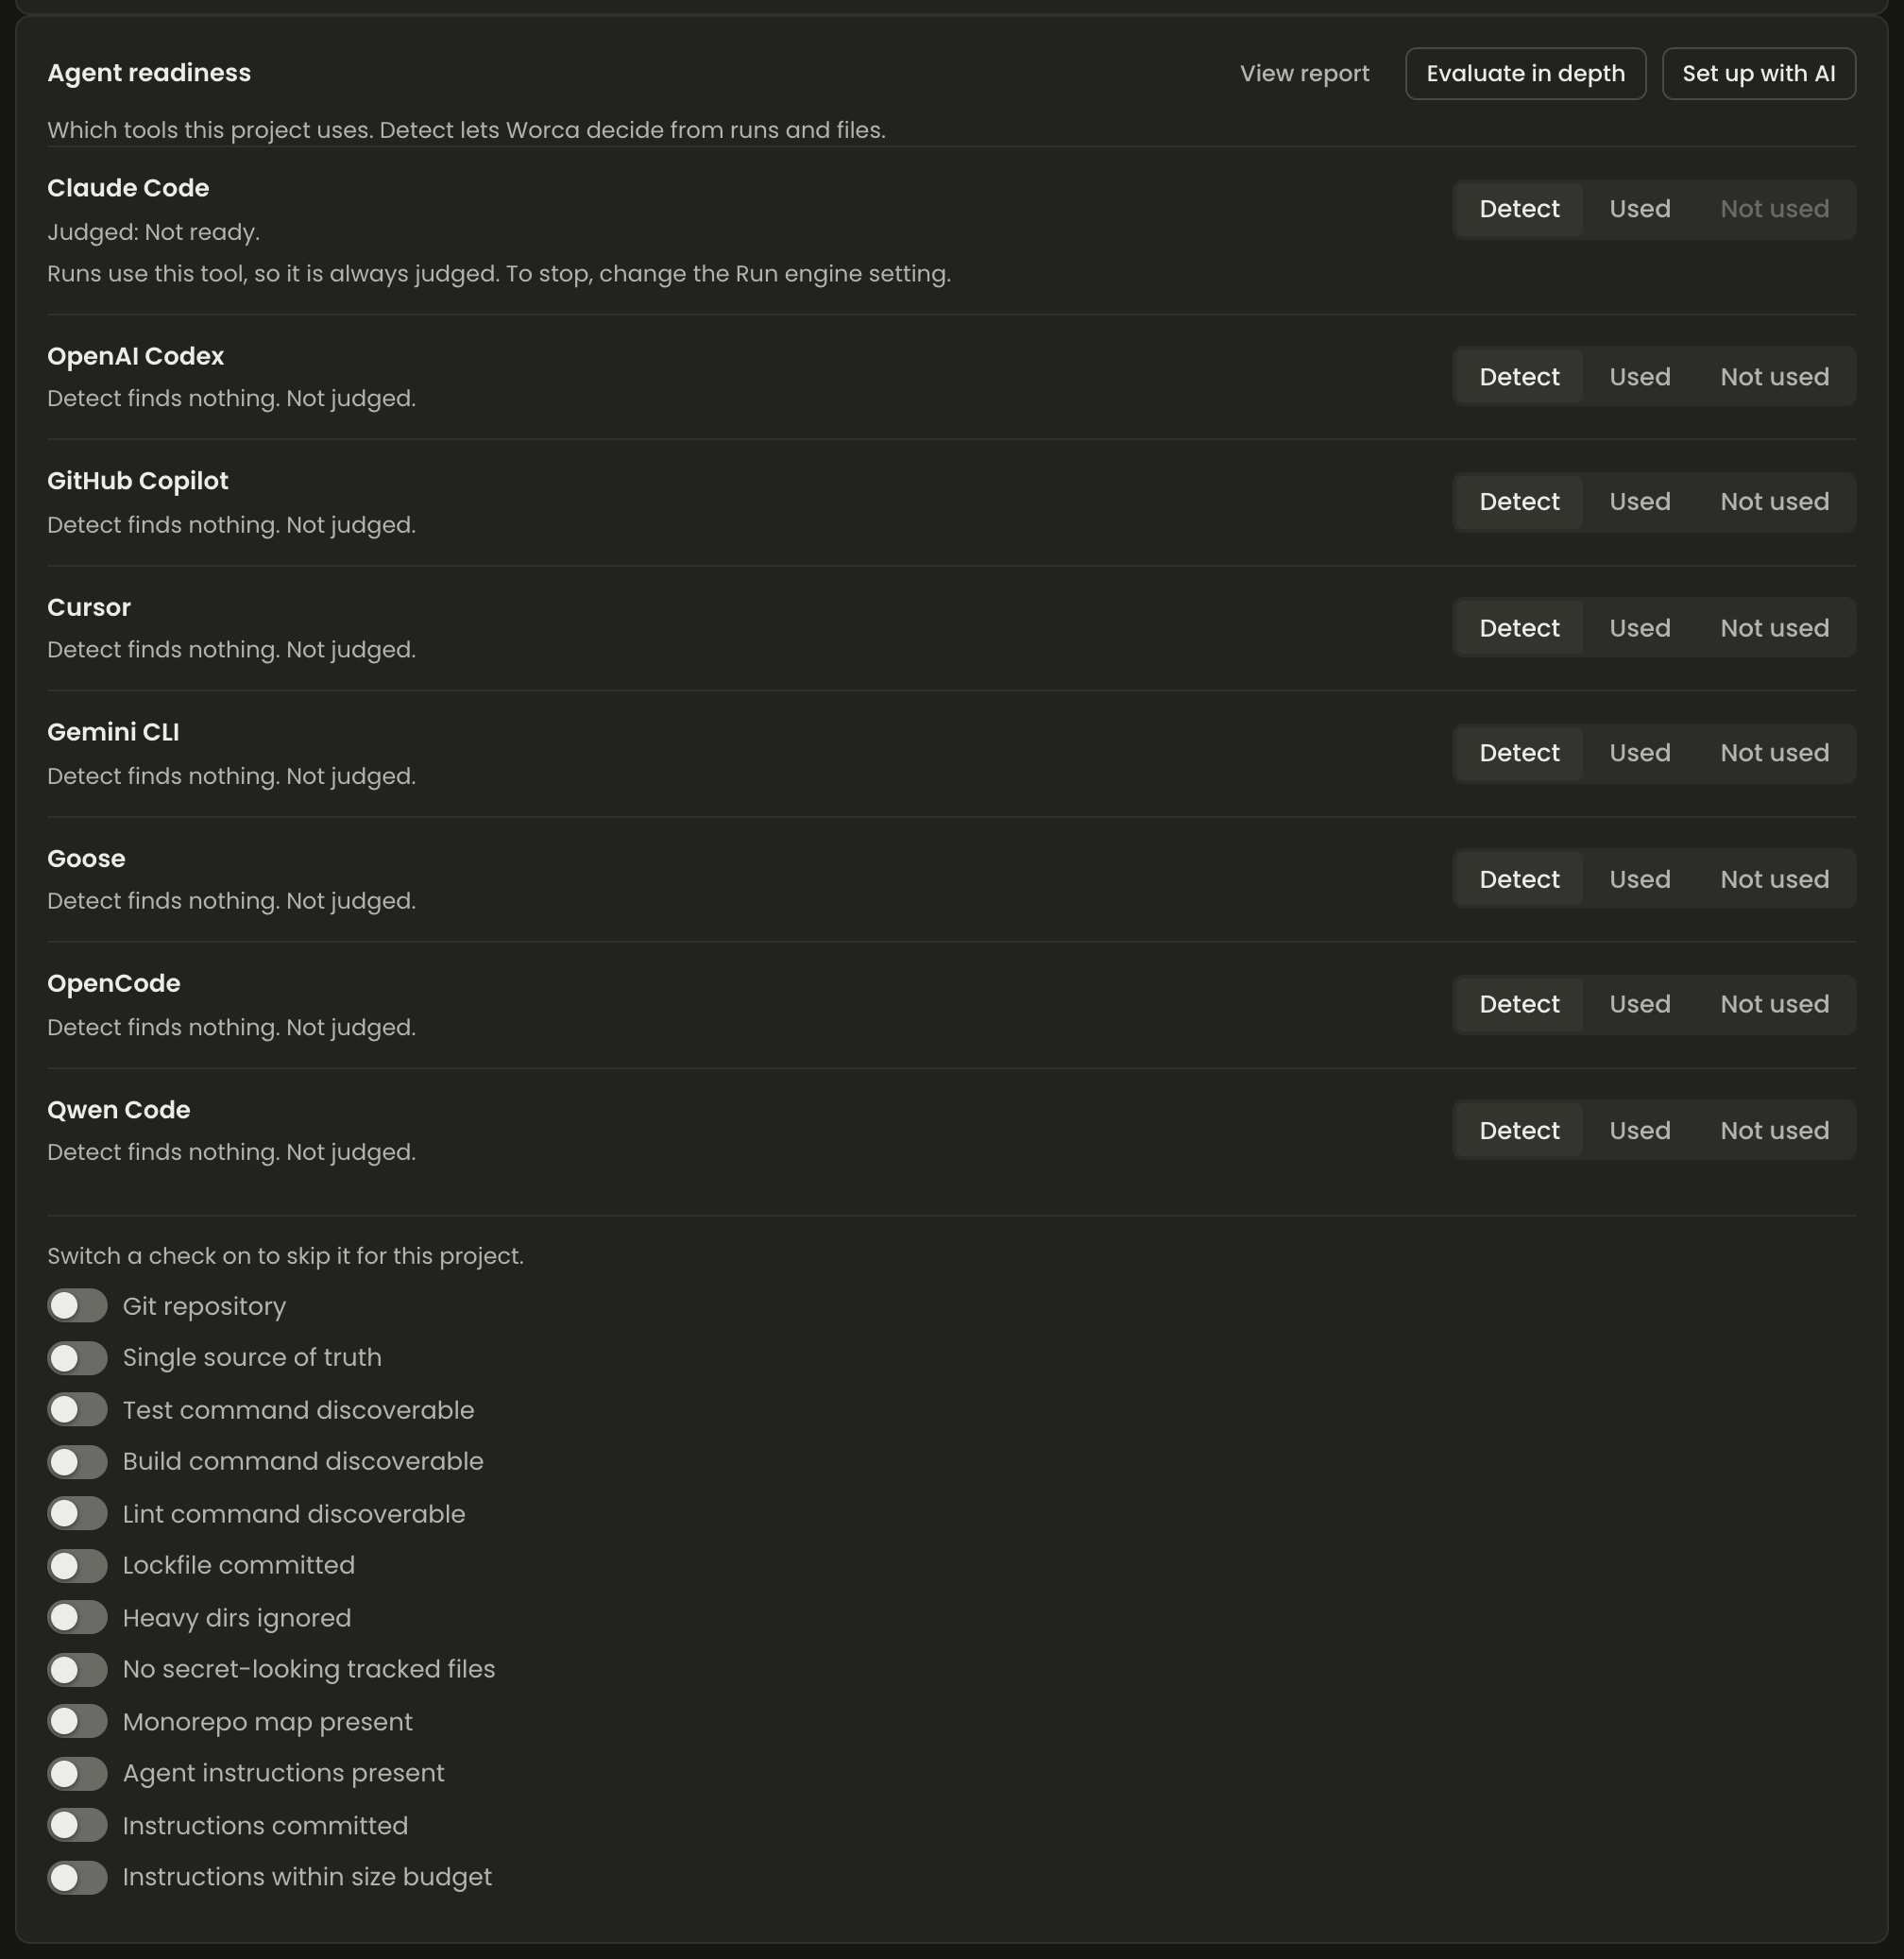 Agent readiness
View report
Evaluate in depth
Set up with AI
Which tools this project uses. Detect lets Worca decide from runs and files.
Claude Code
Detect Used Not used
Judged: Not ready.
Runs use this tool, so it is always judged. To stop, change the Run engine setting.
OpenAI Codex
Detect Used Not used
Detect finds nothing. Not judged.
GitHub Copilot
Detect Used Not used
Detect finds nothing. Not judged.
Cursor
Detect Used Not used
Detect finds nothing. Not judged.
Gemini CLI
Detect Used Not used
Detect finds nothing. Not judged.
Goose
Detect Used Not used
Detect finds nothing. Not judged.
OpenCode
Detect Used Not used
Detect finds nothing. Not judged.
Qwen Code
Detect Used Not used
Detect finds nothing. Not judged.
Switch a check on to skip it for this project.
Git repository
Single source of truth
Test command discoverable
Build command discoverable
Lint command discoverable
Lockfile committed
Heavy dirs ignored
No secret-looking tracked files
Monorepo map present
Agent instructions present
Instructions committed
Instructions within size budget